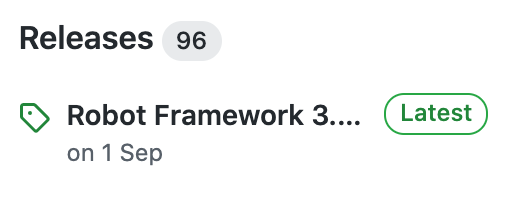 Releases 96
Robot Framework 3.... Latest
on 1 Sep